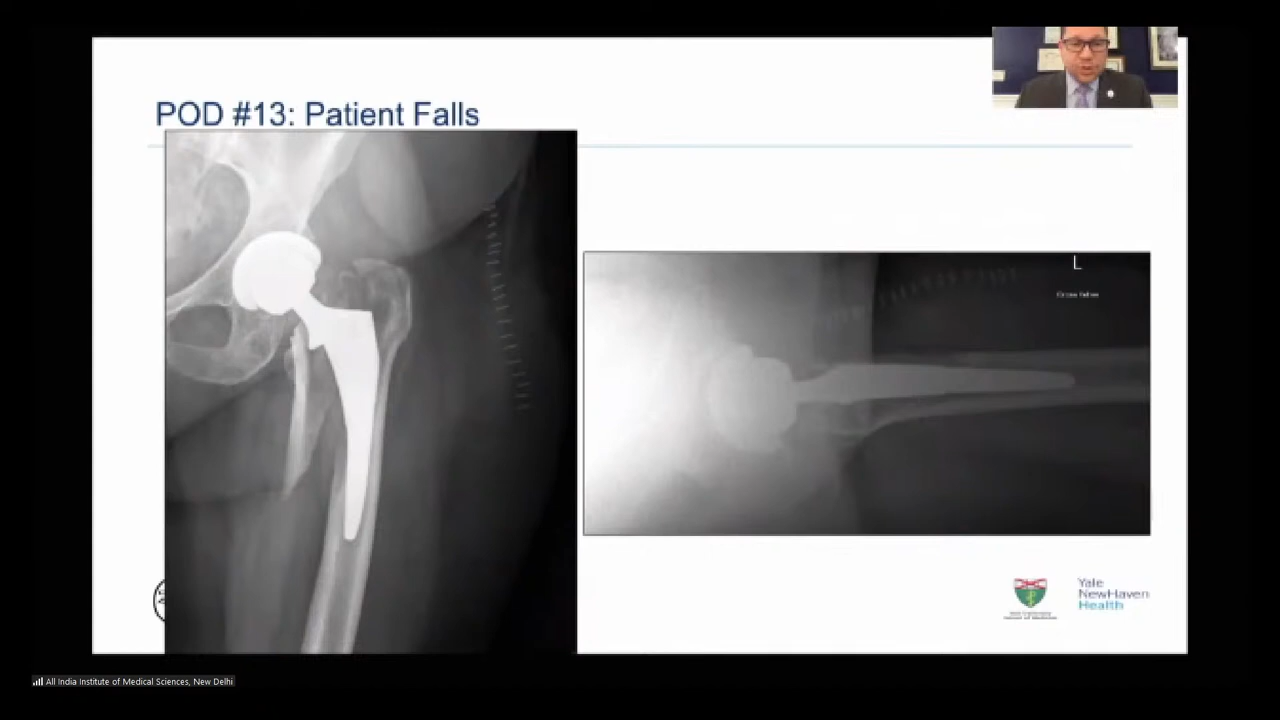 POD #13: Patient Falls
L
Yale
NewHaven
Health
All India Institute of Medical Sciences, New Delhi